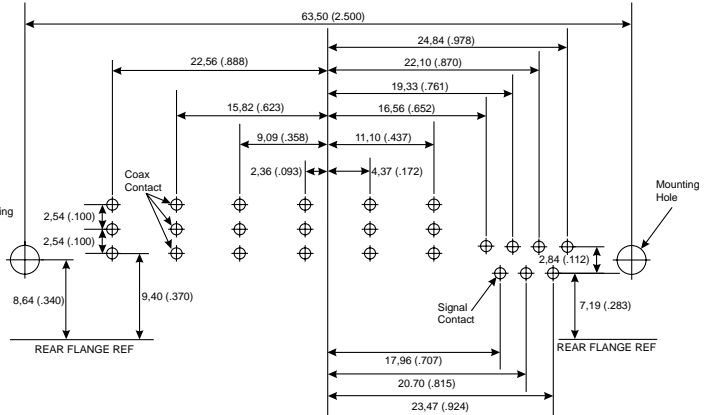 63,50 (2.500)
24,84 (.978)
22,56 (.888)
22,10 (.870)
19,33 (.761)
15,82 (.623)
16,56 (.652)
9,09 (.358)
11,10 (.437)
2,36 (.093)
4,37 (.172)
Coax
Contact
Mounting
Hole
ing
2,54 (.100)
2,54 (.100)
2,84 (.112)
8,64 (.340)
9,40 (.370)
7,19 (.283)
Signal
Contact
REAR FLANGE REF
REAR FLANGE REF
17,96 (.707)
20.70 (.815)
23,47 (.924)